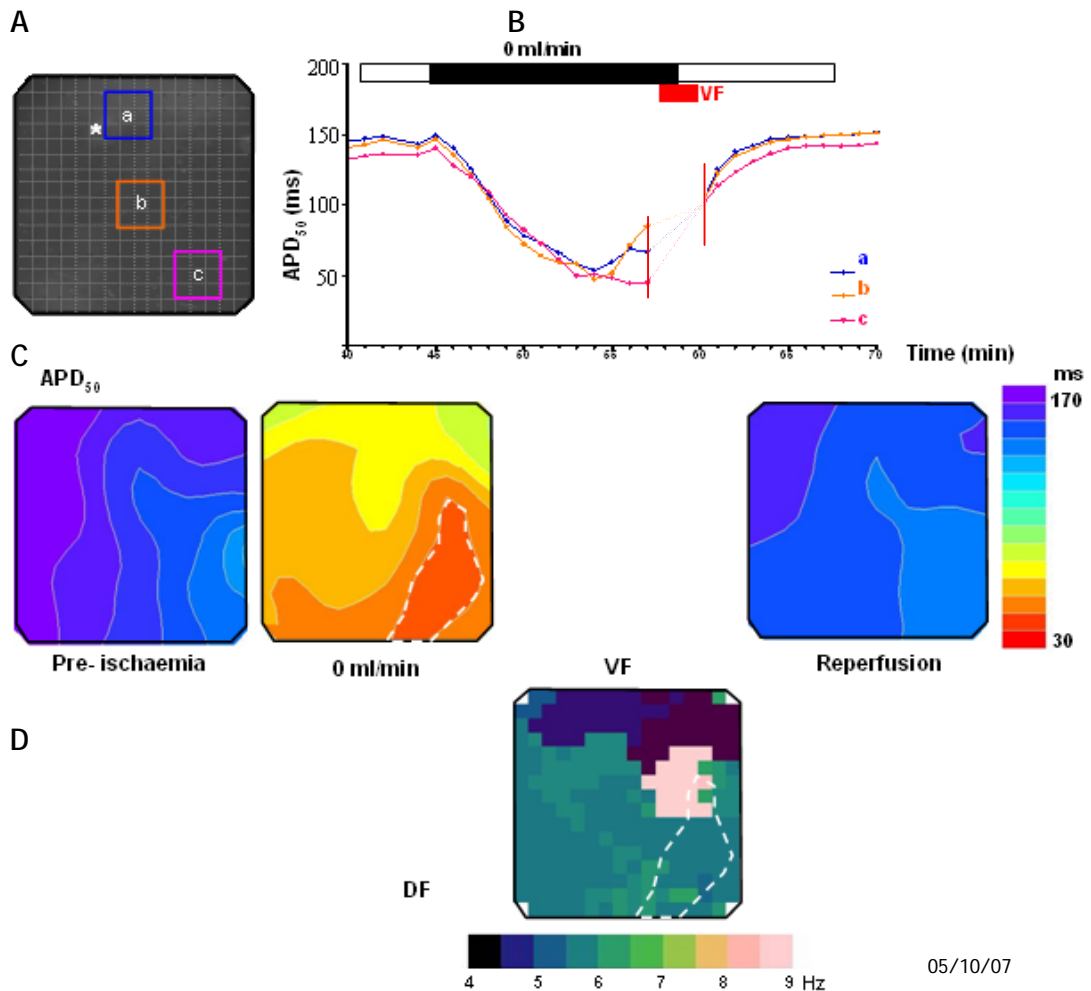 A
B
0 ml/min
200
150
100
50
APD50 (ms)
VF
a
b
c
*
a
b
c
40 45 50 55 60 65 70
Time (min)
C
APD50
ms
170
30
Pre- ischaemia
0 ml/min
VF
Reperfusion
D
DF
4 5 6 7 8 9 Hz
05/10/07